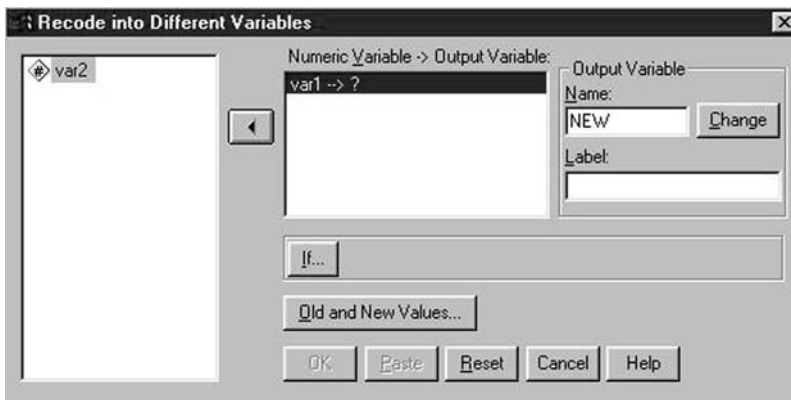 Recode into Different Variables
# var2
Numeric Variable -> Output Variable:
var1 --> ?
Output Variable
Name:
NEW
Change
Label:
If...
Old and New Values...
OK
Paste
Reset
Cancel
Help